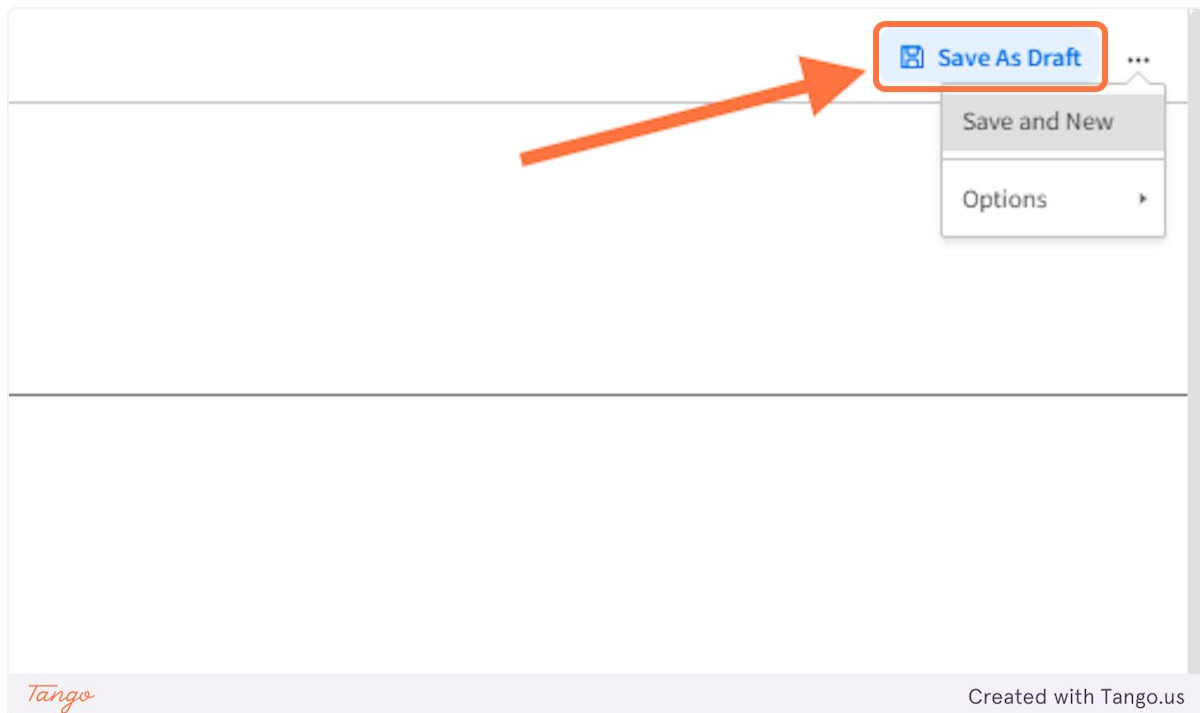 Save As Draft
Save and New
Options
Tango
Created with Tango.us